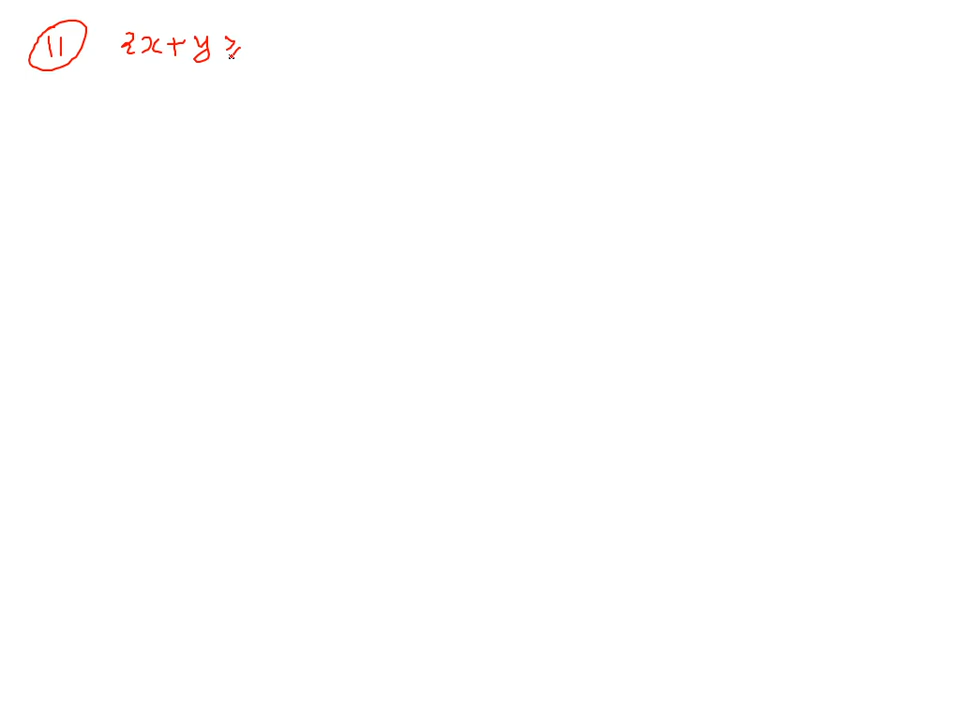 11 2x + y ≥